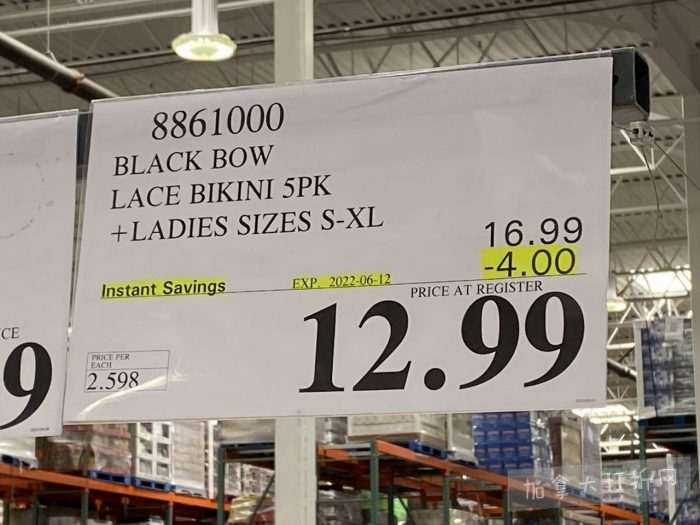 8861000
BLACK BOW
LACE BIKINI 5PK
+LADIES SIZES S-XL
16.99
-4.00
Instant Savings
EXP. 2022-06-12
PRICE AT REGISTER
12.99
PRICE PER
EACH
2.598
CE
9
加拿大打折网